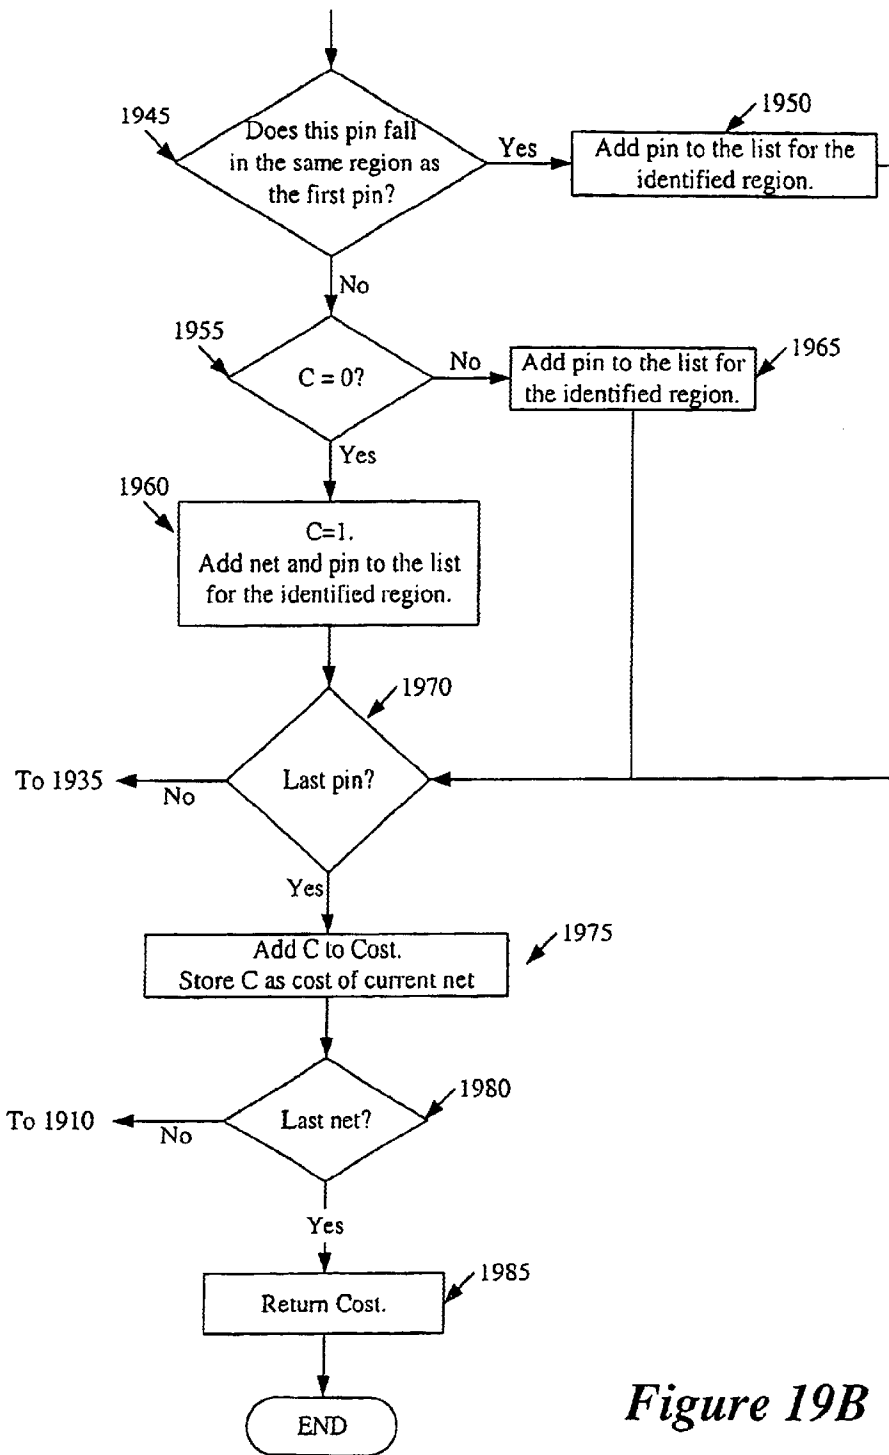 1945
Does this pin fall
in the same region as
the first pin?
Yes
1950
Add pin to the list for the
identified region.
No
1955
C = 0?
No
Add pin to the list for
the identified region.
1965
Yes
1960
C=1.
Add net and pin to the list
for the identified region.
1970
Last pin?
To 1935
No
Yes
Add C to Cost.
Store C as cost of current net
1975
1980
Last net?
To 1910
No
Yes
1985
Return Cost.
END
Figure 19B